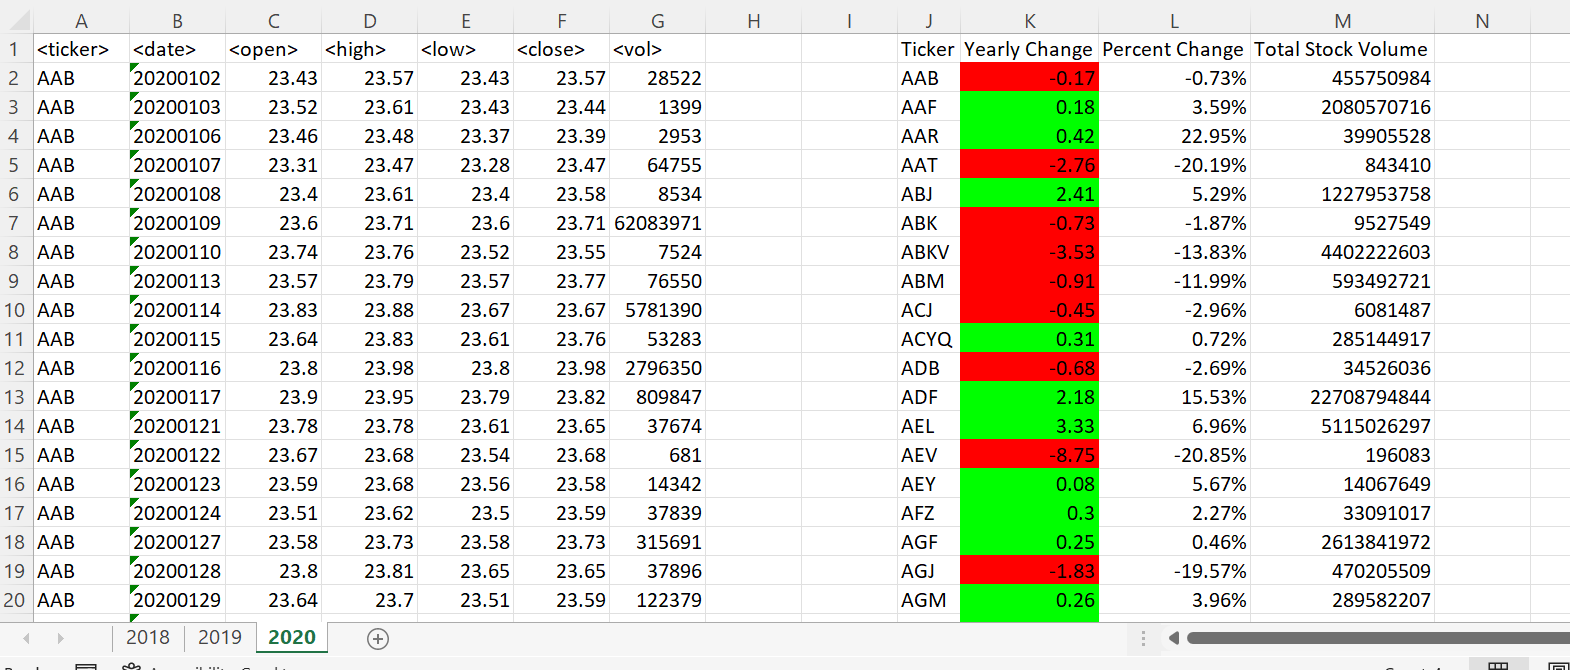 A B C D E F G H I J K L M N
1 <ticker> <date> <open> <high> <low> <close> <vol> Ticker Yearly Change Percent Change Total Stock Volume
2 AAB 20200102 23.43 23.57 23.43 23.57 28522 AAB -0.17 -0.73% 455750984
3 AAB 20200103 23.52 23.61 23.43 23.44 1399 AAF 0.18 3.59% 2080570716
4 AAB 20200106 23.46 23.48 23.37 23.39 2953 AAR 0.42 22.95% 39905528
5 AAB 20200107 23.31 23.47 23.28 23.47 64755 AAT -2.76 -20.19% 843410
6 AAB 20200108 23.4 23.61 23.4 23.58 8534 ABJ 2.41 5.29% 1227953758
7 AAB 20200109 23.6 23.71 23.6 23.71 62083971 ABK -0.73 -1.87% 9527549
8 AAB 20200110 23.74 23.76 23.52 23.55 7524 ABKV -3.53 -13.83% 4402222603
9 AAB 20200113 23.57 23.79 23.57 23.77 76550 ABM -0.91 -11.99% 593492721
10 AAB 20200114 23.83 23.88 23.67 23.67 5781390 ACJ -0.45 -2.96% 6081487
11 AAB 20200115 23.64 23.83 23.61 23.76 53283 ACYQ 0.31 0.72% 285144917
12 AAB 20200116 23.8 23.98 23.8 23.98 2796350 ADB -0.68 -2.69% 34526036
13 AAB 20200117 23.9 23.95 23.79 23.82 809847 ADF 2.18 15.53% 22708794844
14 AAB 20200121 23.78 23.78 23.61 23.65 37674 AEL 3.33 6.96% 5115026297
15 AAB 20200122 23.67 23.68 23.54 23.68 681 AEV -8.75 -20.85% 196083
16 AAB 20200123 23.59 23.68 23.56 23.58 14342 AEY 0.08 5.67% 14067649
17 AAB 20200124 23.51 23.62 23.5 23.59 37839 AFZ 0.3 2.27% 33091017
18 AAB 20200127 23.58 23.73 23.58 23.73 315691 AGF 0.25 0.46% 2613841972
19 AAB 20200128 23.8 23.81 23.65 23.65 37896 AGJ -1.83 -19.57% 470205509
20 AAB 20200129 23.64 23.7 23.51 23.59 122379 AGM 0.26 3.96% 289582207
2018 2019 2020